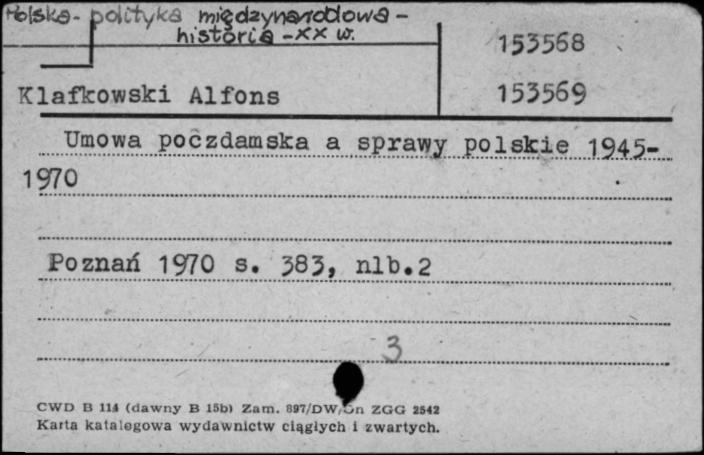 Polska - polityka międzynarodowa -
historia - XX w.
153568
Klafkowski Alfons
153569
Umowa poczdamska a sprawy polskie 1945-
1970
Poznań 1970 s. 383, nlb.2
3
CWD B 114 (dawny B 15b) Zam. 897/DW/Sn ZGG 2542
Karta katalogowa wydawnictw ciągłych i zwartych.